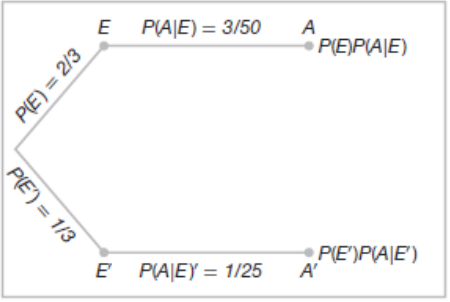 E P(A|E) = 3/50 A
P(E)P(A|E)
P(E) = 2/3
P(E′) = 1/3
P(E′)P(A|E′)
E′ P(A|E)′ = 1/25 A′